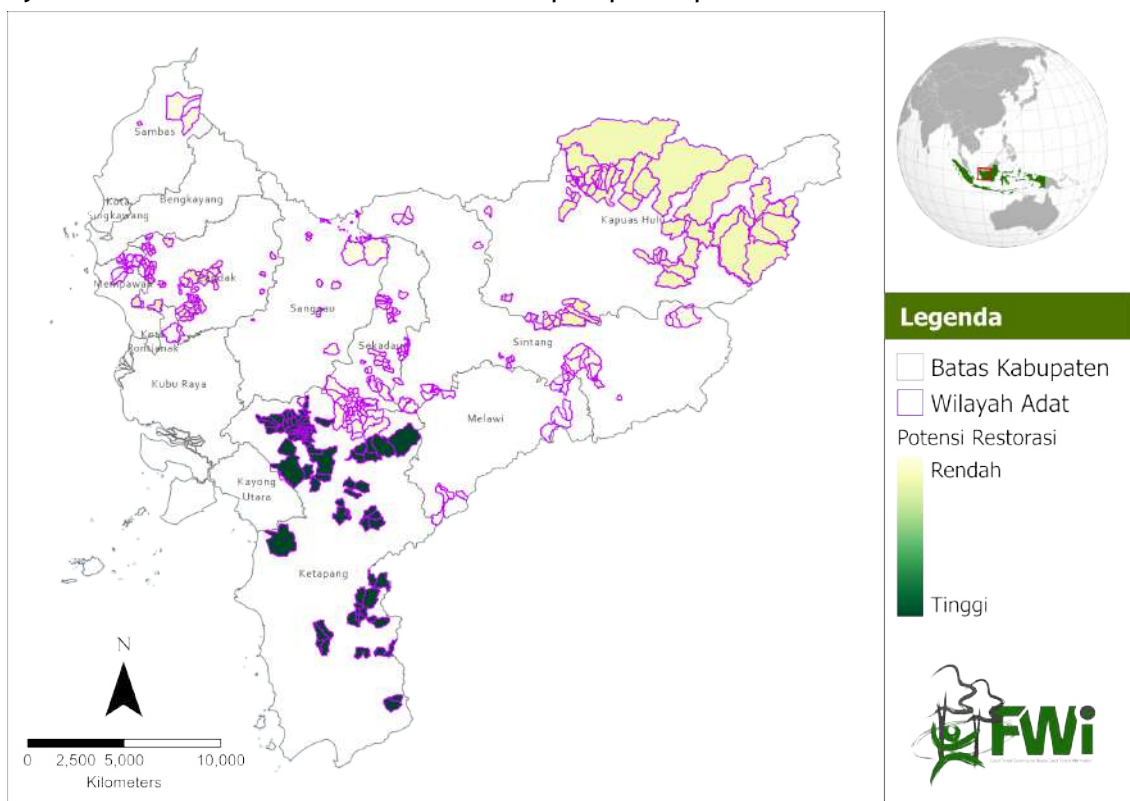 Sambas
Bengkayang
Kota
Singkawang
Kapuas Hulu
Mempawah
Landak
Sanggau
Sekadau
Sintang
Kota
Pontianak
Kubu Raya
Melawi
Kayong
Utara
Ketapang
N
0 2,500 5,000 10,000
Kilometers
Legenda
Batas Kabupaten
Wilayah Adat
Potensi Restorasi
Rendah
Tinggi
FWi